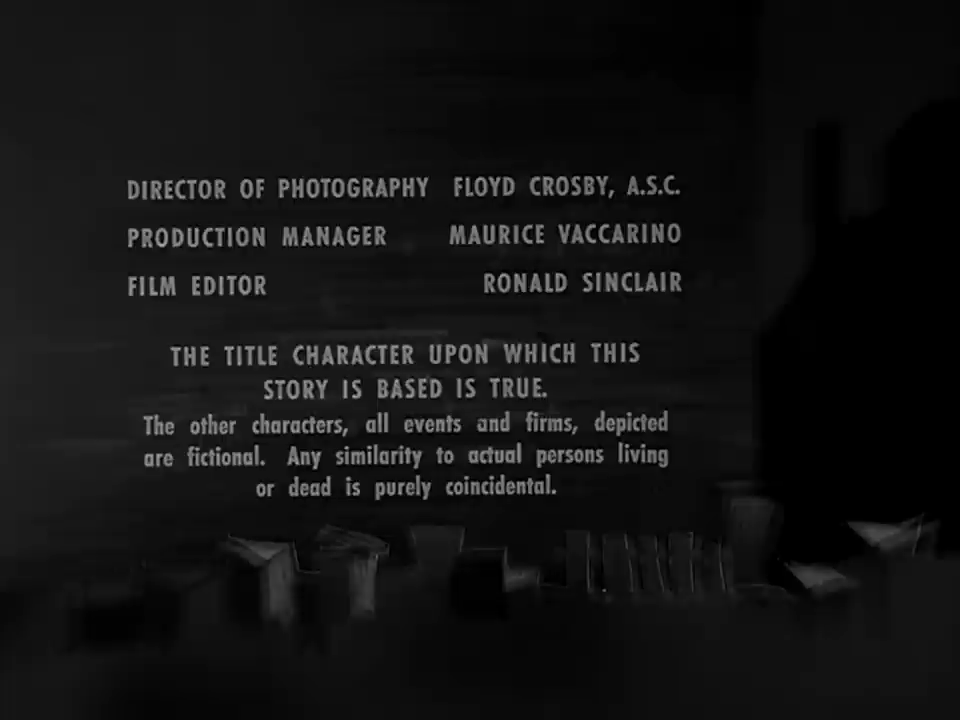 DIRECTOR OF PHOTOGRAPHY FLOYD CROSBY, A.S.C.
PRODUCTION MANAGER MAURICE VACCARINO
FILM EDITOR RONALD SINCLAIR
THE TITLE CHARACTER UPON WHICH THIS
STORY IS BASED IS TRUE.
The other characters, all events and firms, depicted
are fictional. Any similarity to actual persons living
or dead is purely coincidental.